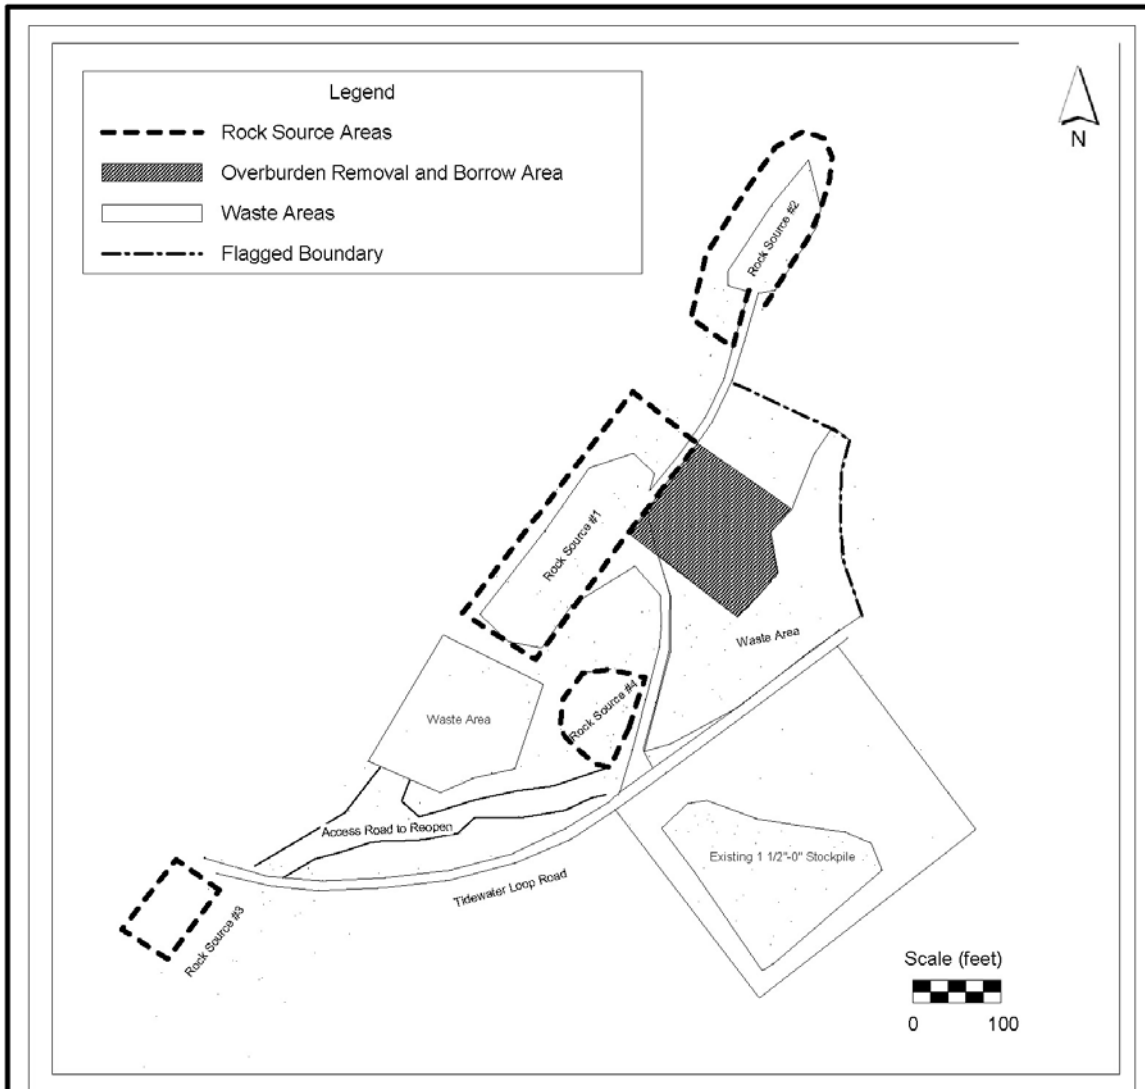 Legend
Rock Source Areas
Overburden Removal and Borrow Area
Waste Areas
Flagged Boundary
N
Rock Source #2
Rock Source #1
Waste Area
Rock Source #4
Waste Area
Access Road to Reopen
Existing 1 1/2"-0" Stockpile
Tidewater Loop Road
Rock Source #3
Scale (feet)
0 100